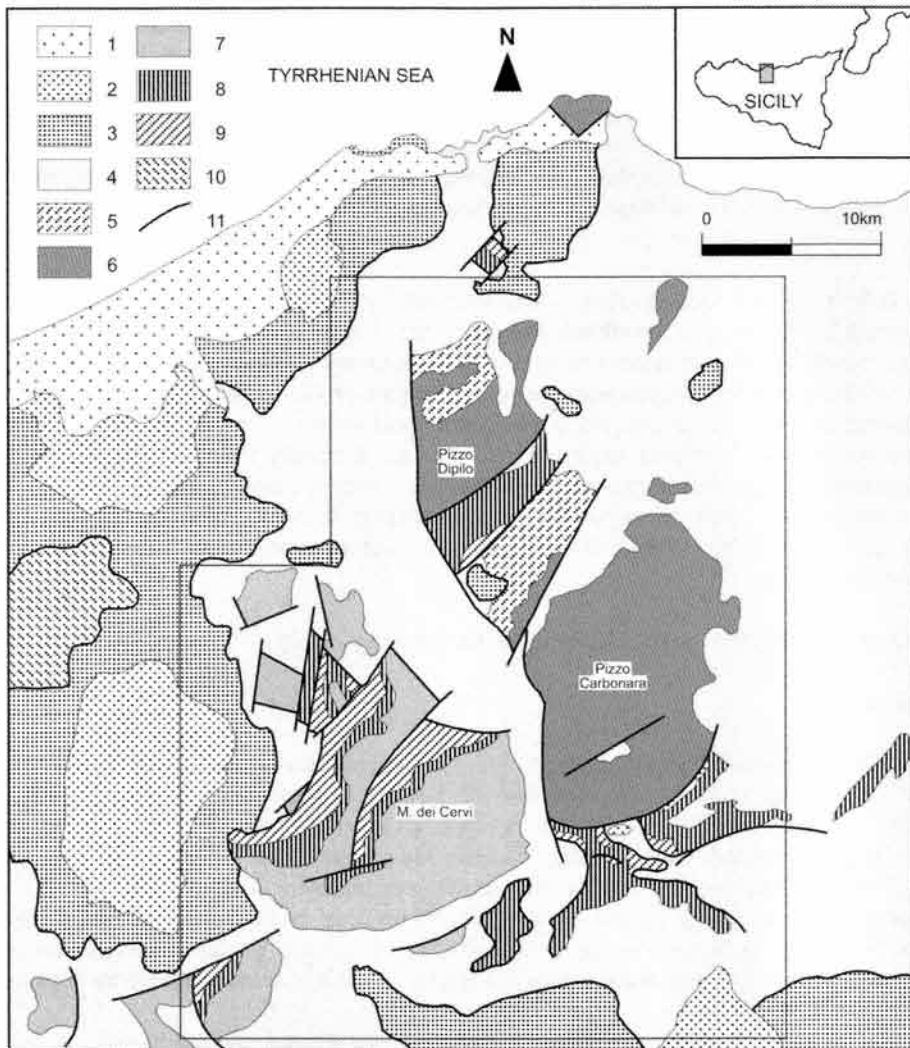 1 7
2 8
3 9
4 10
5 11
6
TYRRHENIAN SEA
N
SICILY
0 10km
Pizzo
Dipilo
Pizzo
Carbonara
M. dei Cervi